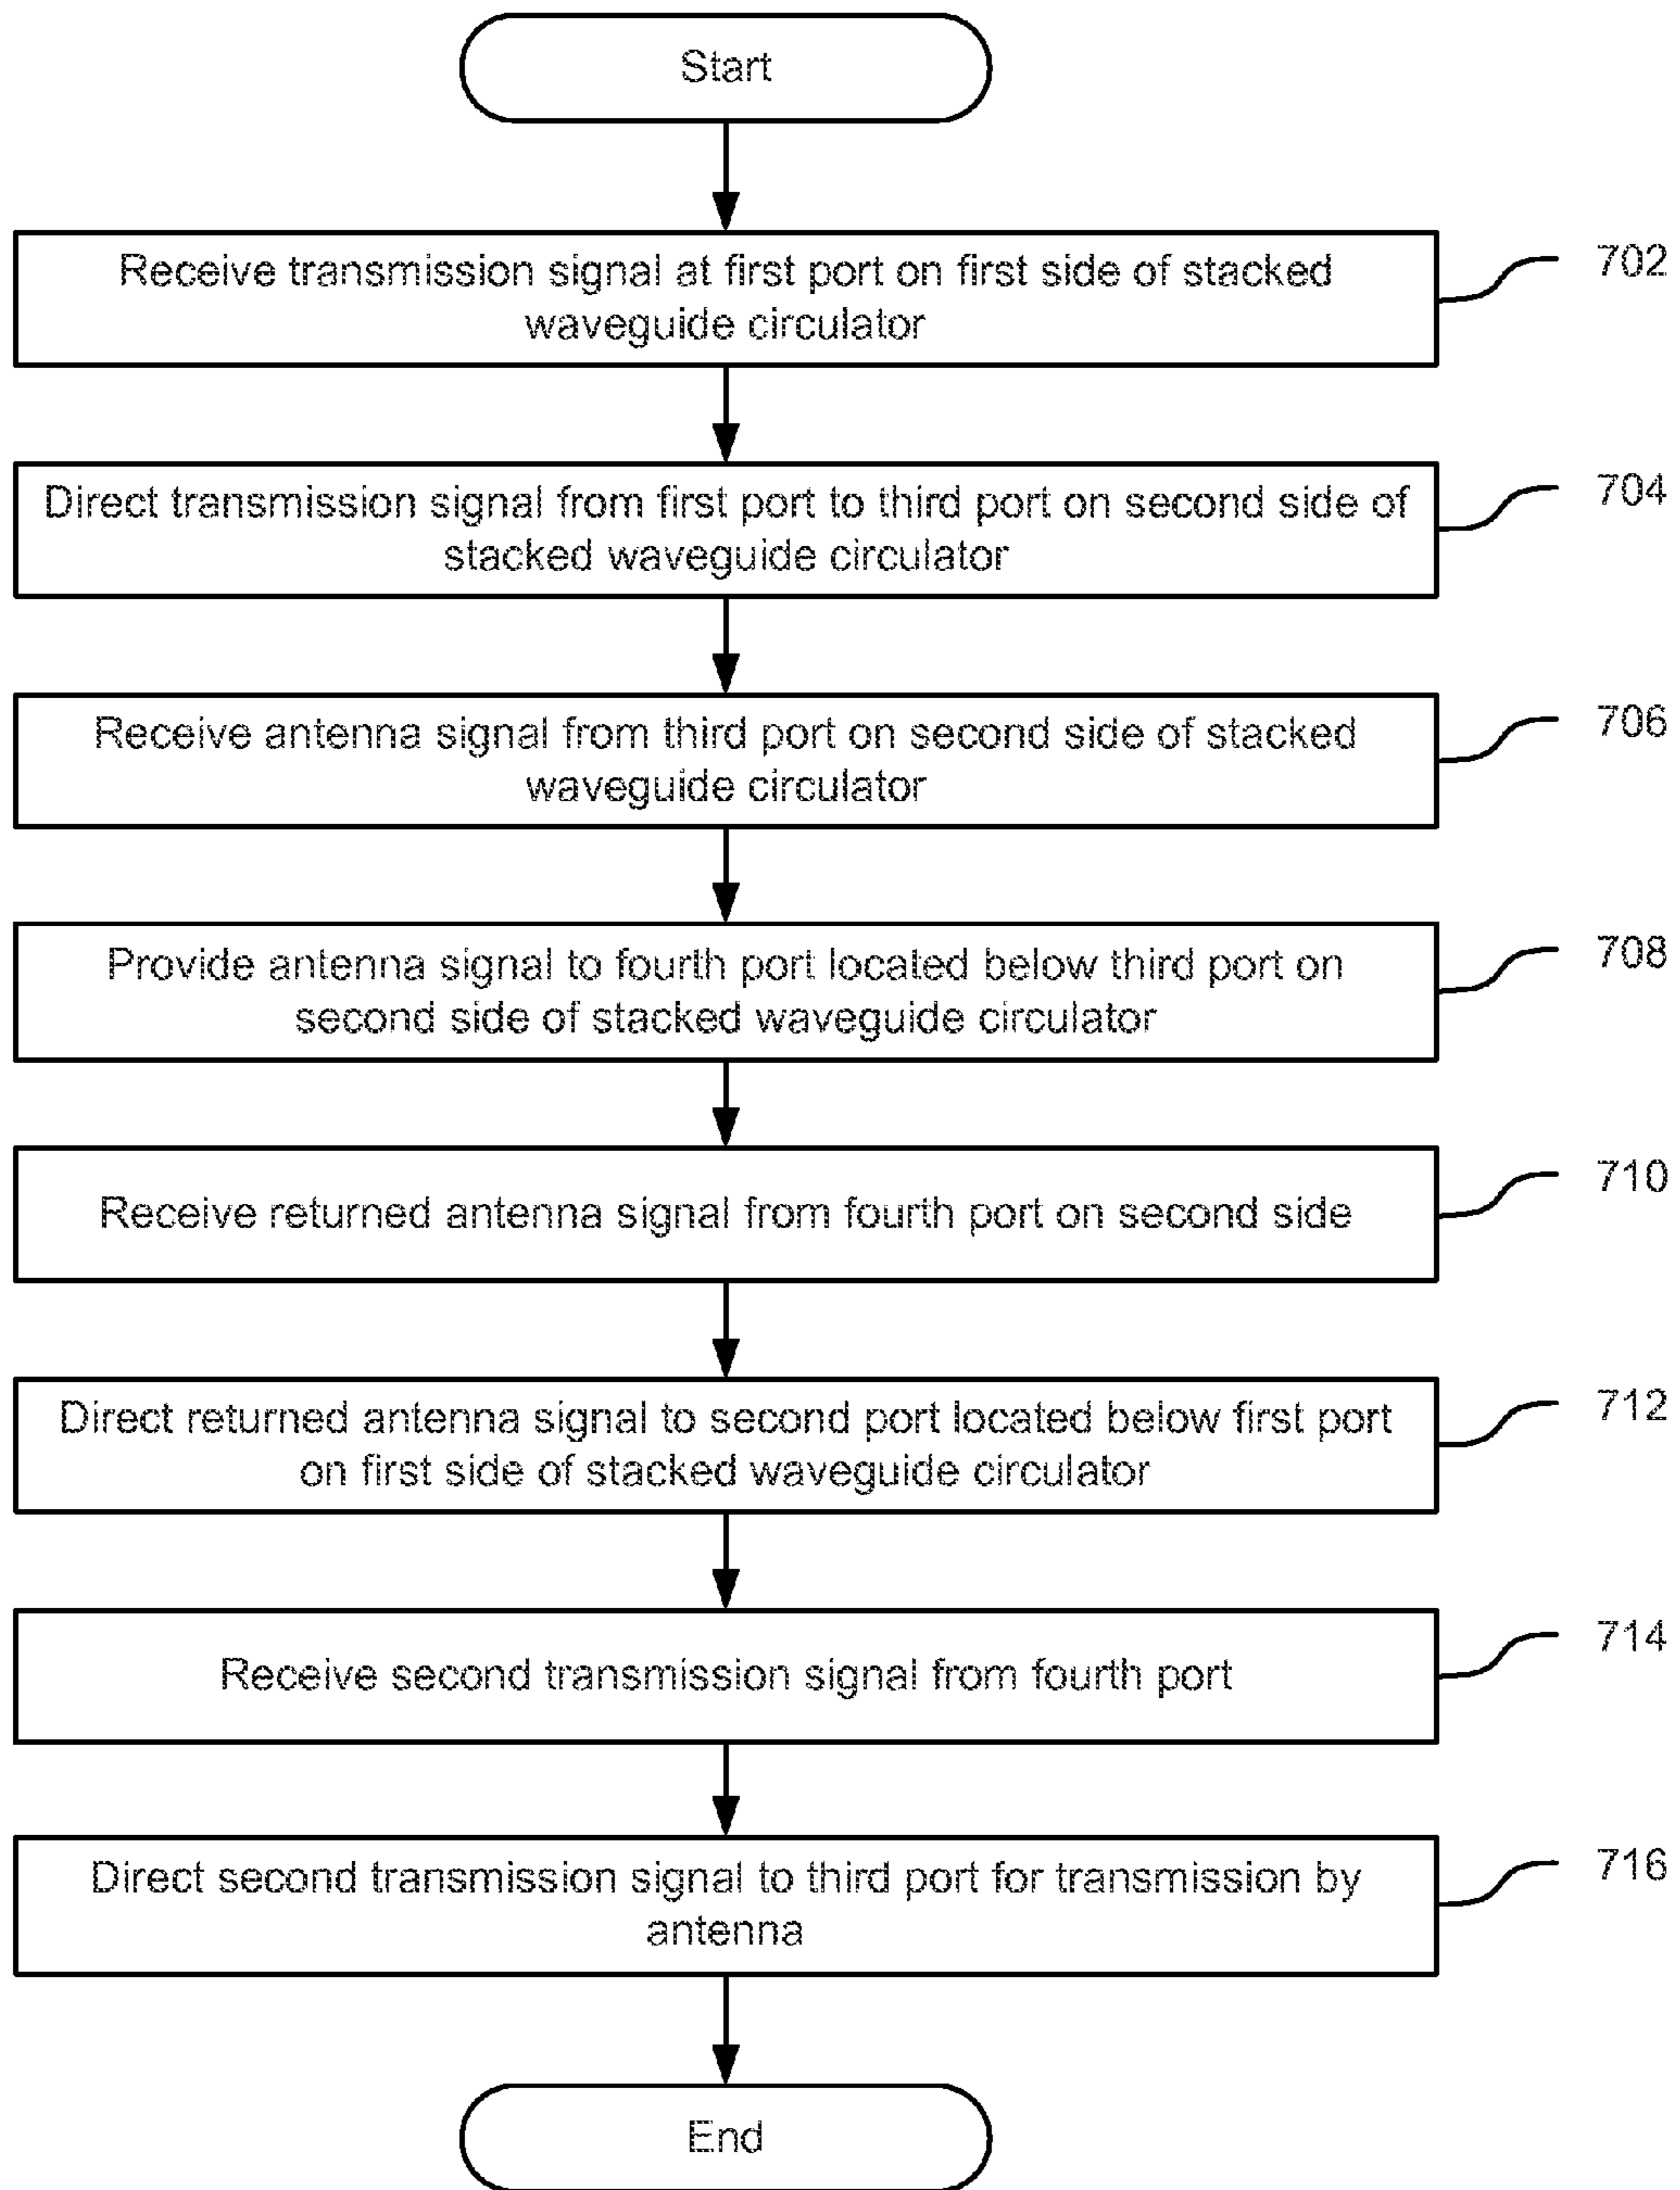 Start
Receive transmission signal at first port on first side of stacked
waveguide circulator
702
Direct transmission signal from first port to third port on second side of
stacked waveguide circulator
704
Receive antenna signal from third port on second side of stacked
waveguide circulator
706
Provide antenna signal to fourth port located below third port on
second side of stacked waveguide circulator
708
Receive returned antenna signal from fourth port on second side
710
Direct returned antenna signal to second port located below first port
on first side of stacked waveguide circulator
712
Receive second transmission signal from fourth port
714
Direct second transmission signal to third port for transmission by
antenna
716
End